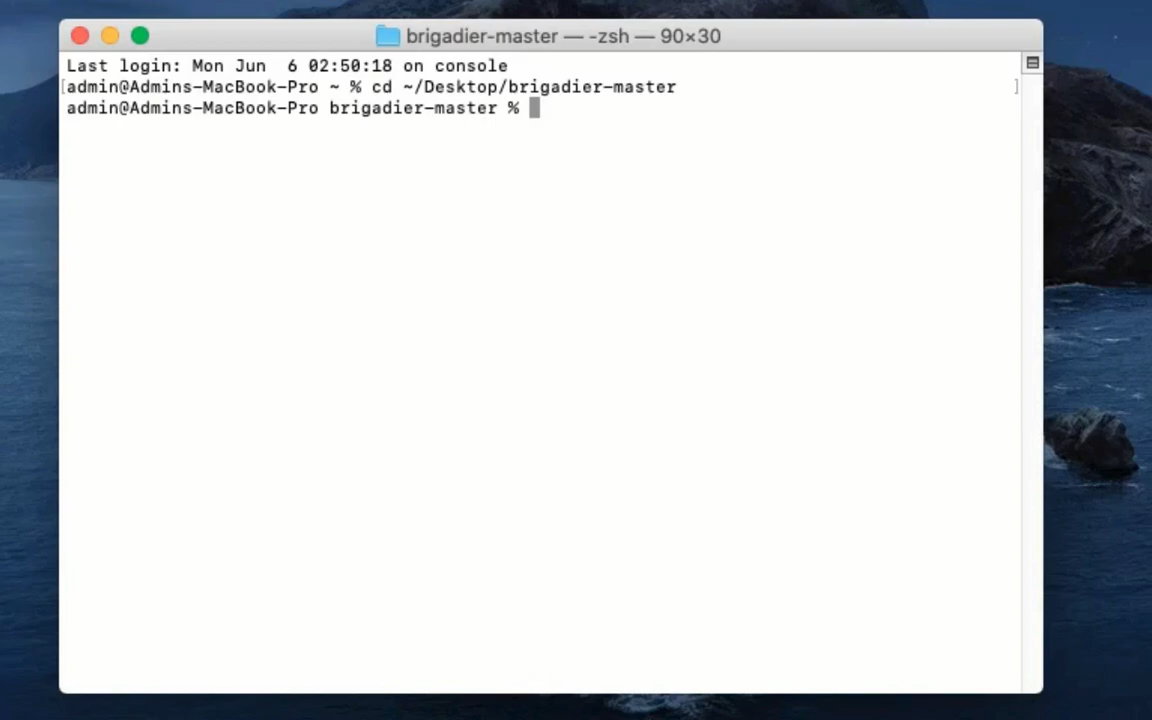 brigadier-master — -zsh — 90×30
Last login: Mon Jun  6 02:50:18 on console
[admin@Admins-MacBook-Pro ~ % cd ~/Desktop/brigadier-master ]
admin@Admins-MacBook-Pro brigadier-master %